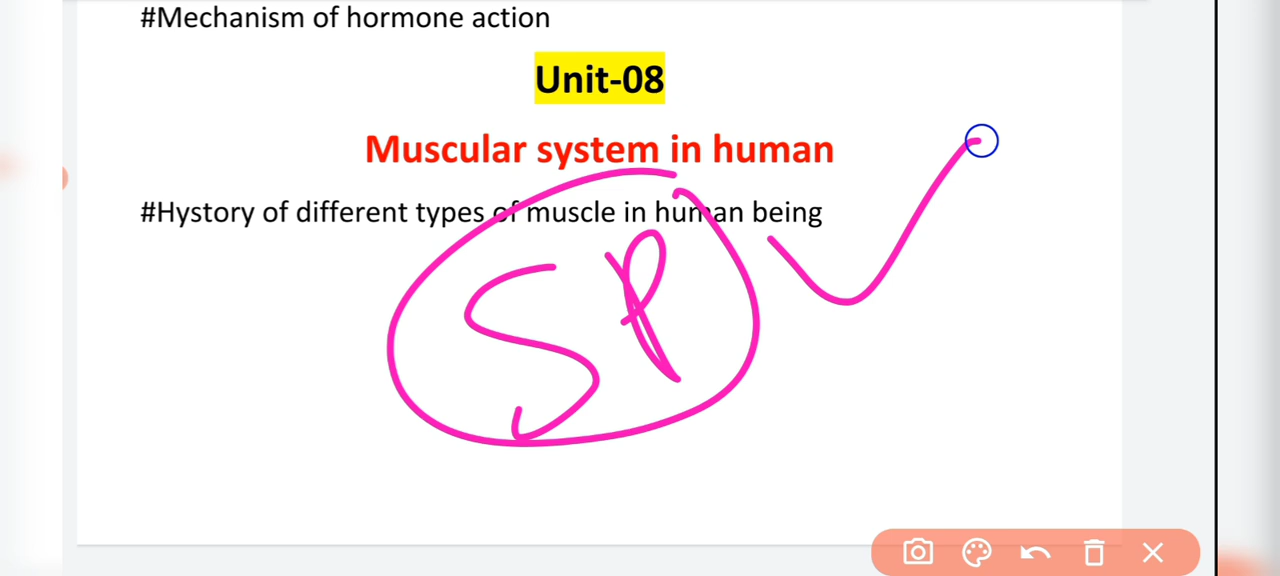 #Mechanism of hormone action
Unit-08
Muscular system in human
#Hystory of different types of muscle in human being
SP